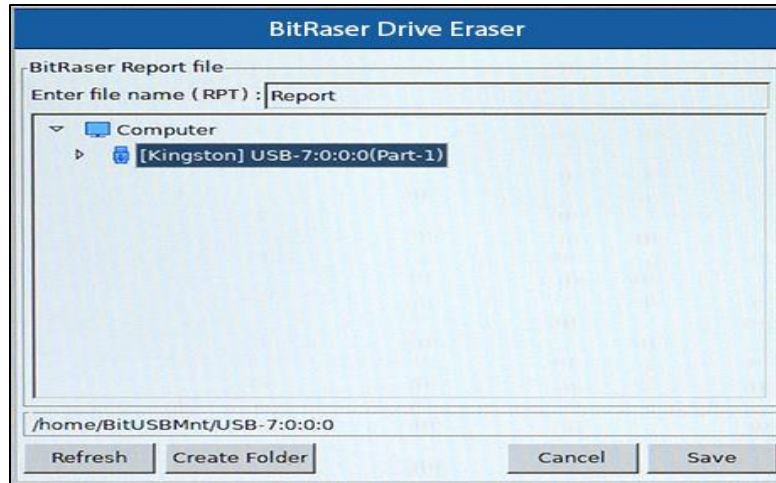 BitRaser Drive Eraser
BitRaser Report file
Enter file name ( RPT) : Report
Computer
[Kingston] USB-7:0:0:0(Part-1)
/home/BitUSBMnt/USB-7:0:0:0
Refresh Create Folder Cancel Save